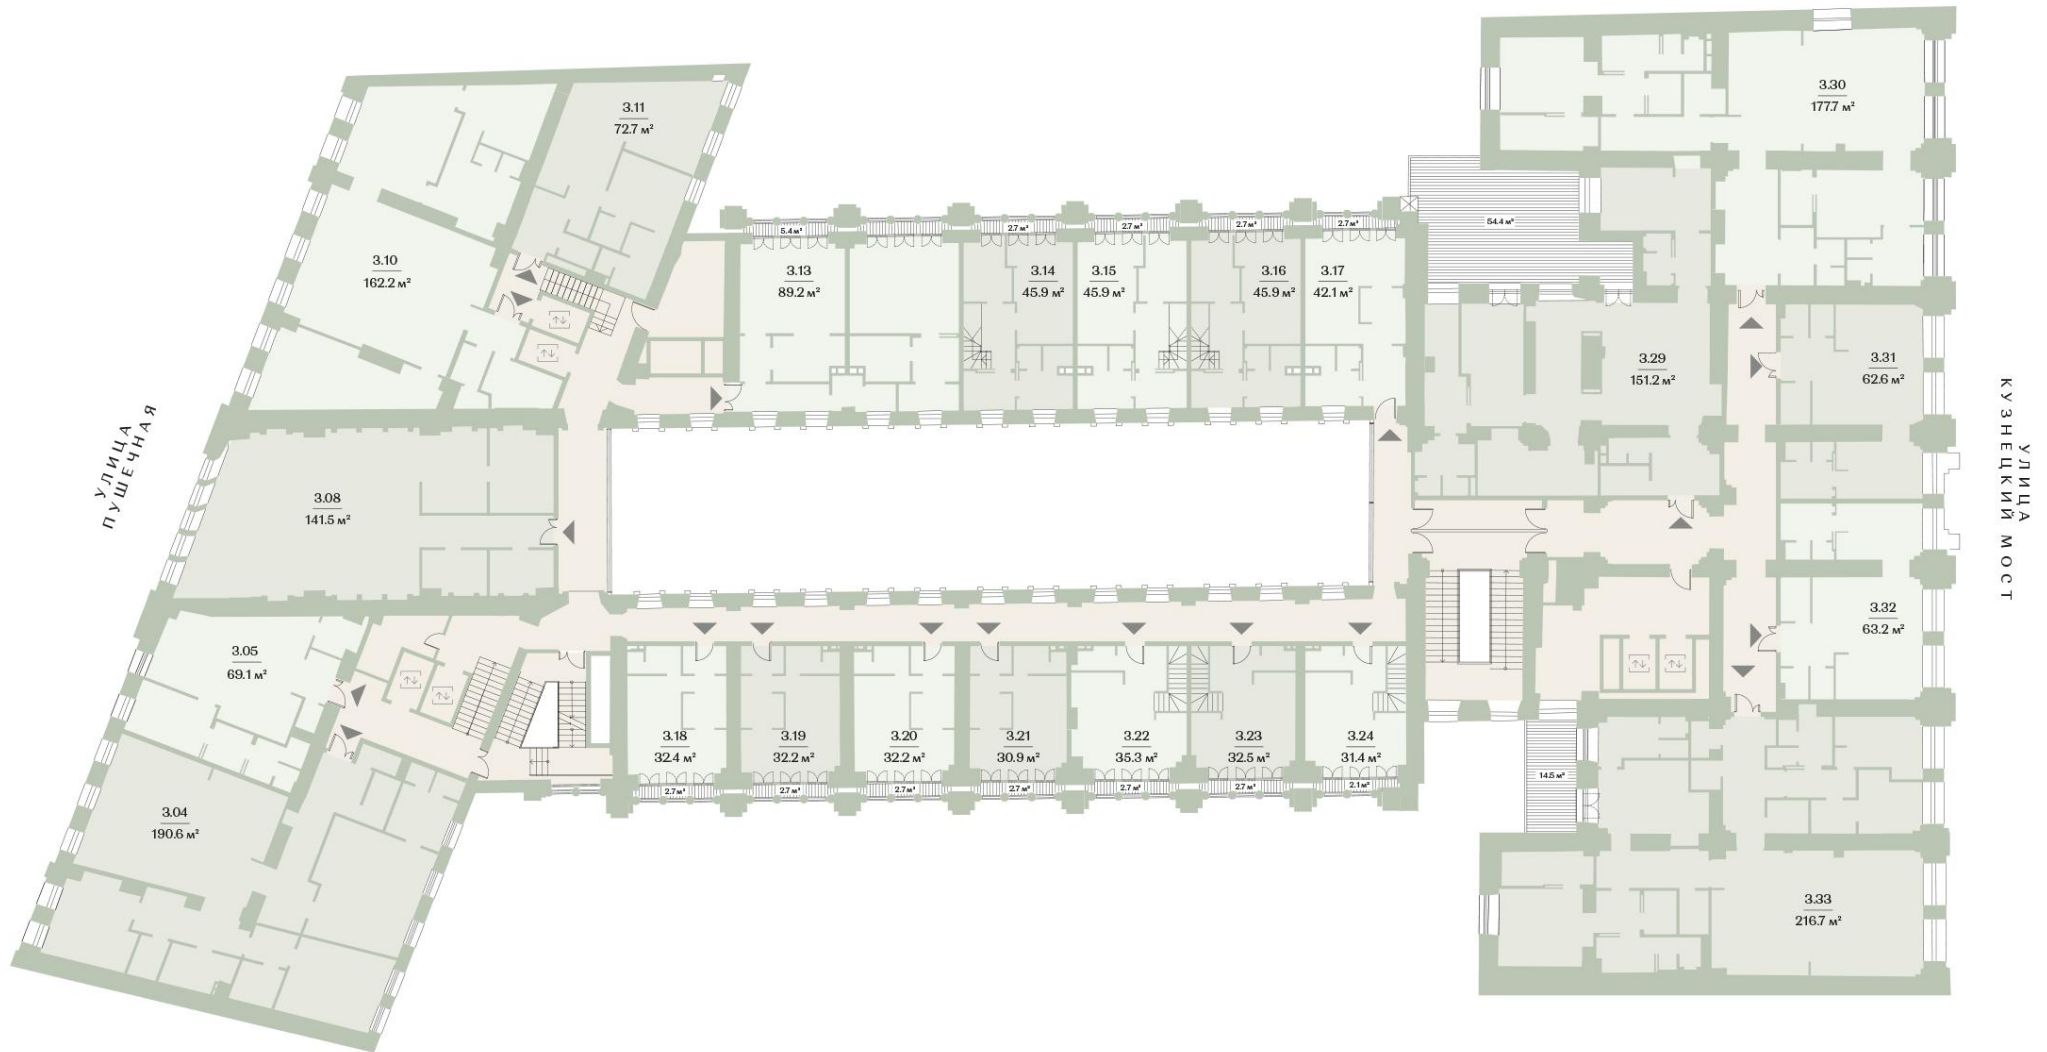 3.30
177.7 м²
3.11
72.7 м²
54.4 м²
5.4 м²
2.7 м²
2.7 м²
2.7 м²
2.7 м²
3.10
162.2 м²
3.13
89.2 м²
3.14
45.9 м²
3.15
45.9 м²
3.16
45.9 м²
3.17
42.1 м²
3.29
151.2 м²
3.31
62.6 м²
УЛИЦА
ПУШЕЧНАЯ
УЛИЦА
КУЗНЕЦКИЙ МОСТ
3.08
141.5 м²
3.05
69.1 м²
3.32
63.2 м²
3.18
32.4 м²
3.19
32.2 м²
3.20
32.2 м²
3.21
30.9 м²
3.22
35.3 м²
3.23
32.5 м²
3.24
31.4 м²
2.7 м²
2.7 м²
2.7 м²
2.7 м²
2.7 м²
2.7 м²
2.1 м²
14.5 м²
3.04
190.6 м²
3.33
216.7 м²